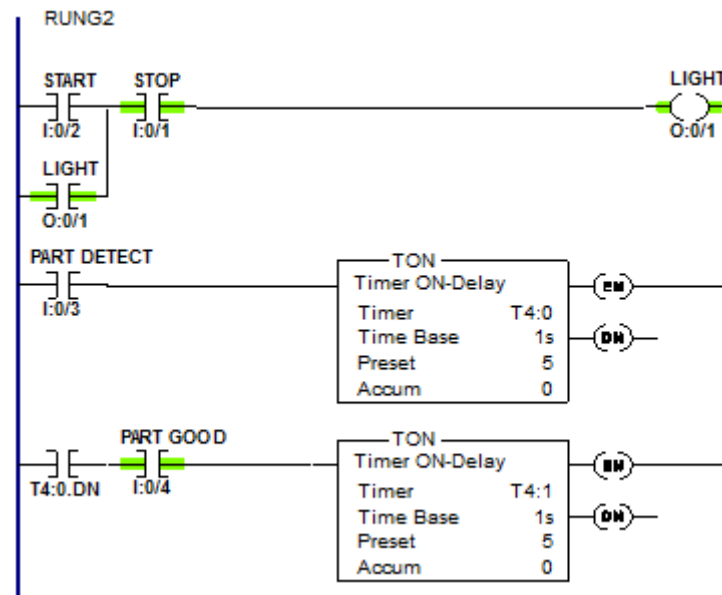 RUNG2
START STOP LIGHT
I:0/2 I:0/1 O:0/1
LIGHT
O:0/1
PART DETECT
I:0/3
TON
Timer ON-Delay
Timer T4:0
Time Base 1s
Preset 5
Accum 0
EN
DN
PART GOOD
T4:0.DN I:0/4
TON
Timer ON-Delay
Timer T4:1
Time Base 1s
Preset 5
Accum 0
EN
DN